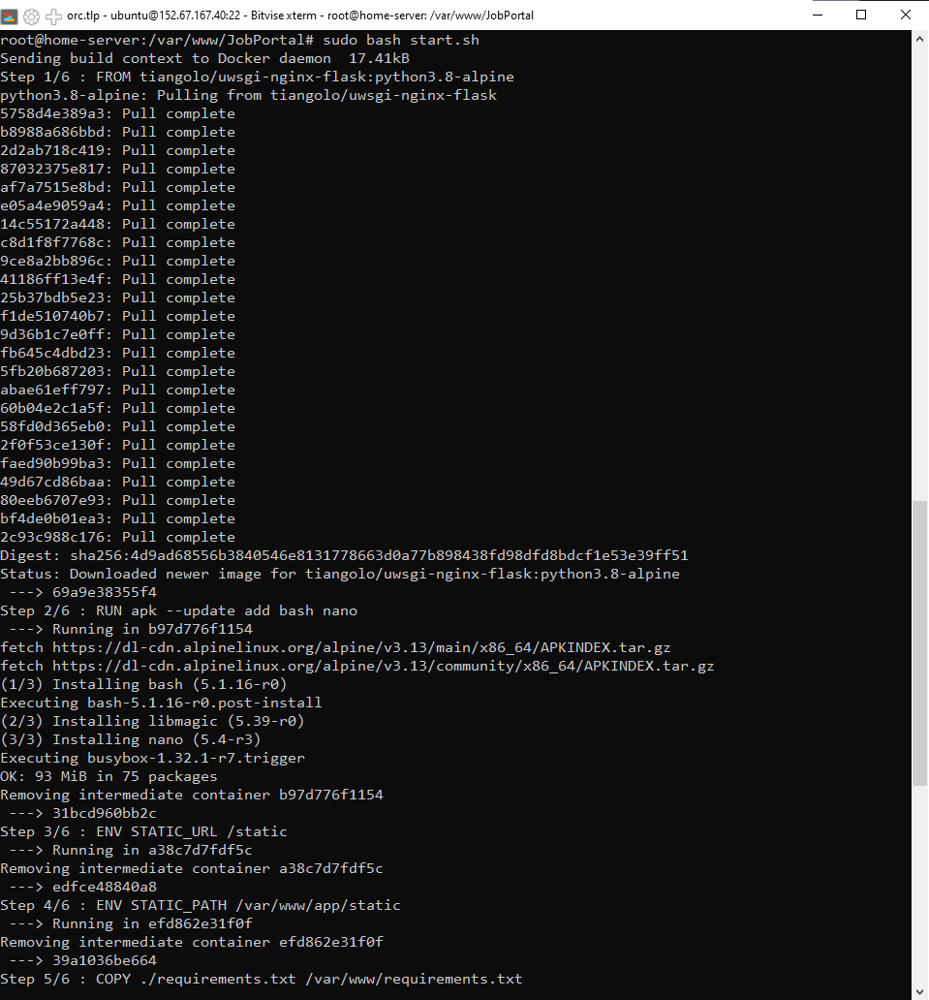 orc.tlp - ubuntu@152.67.167.40:22 - Bitvise xterm - root@home-server: /var/www/JobPortal
root@home-server:/var/www/JobPortal# sudo bash start.sh
Sending build context to Docker daemon  17.41kB
Step 1/6 : FROM tiangolo/uwsgi-nginx-flask:python3.8-alpine
python3.8-alpine: Pulling from tiangolo/uwsgi-nginx-flask
5758d4e389a3: Pull complete
b8988a686bbd: Pull complete
2d2ab718c419: Pull complete
87032375e817: Pull complete
af7a7515e8bd: Pull complete
e05a4e9059a4: Pull complete
14c55172a448: Pull complete
c8d1f8f7768c: Pull complete
9ce8a2bb896c: Pull complete
41186ff13e4f: Pull complete
25b37bdb5e23: Pull complete
f1de510740b7: Pull complete
9d36b1c7e0ff: Pull complete
fb645c4dbd23: Pull complete
5fb20b687203: Pull complete
abae61eff797: Pull complete
60b04e2c1a5f: Pull complete
58fd0d365eb0: Pull complete
2f0f53ce130f: Pull complete
faed90b99ba3: Pull complete
49d67cd86baa: Pull complete
80eeb6707e93: Pull complete
bf4de0b01ea3: Pull complete
2c93c988c176: Pull complete
Digest: sha256:4d9ad68556b3840546e8131778663d0a77b898438fd98dfd8bdcf1e53e39ff51
Status: Downloaded newer image for tiangolo/uwsgi-nginx-flask:python3.8-alpine
 ---> 69a9e38355f4
Step 2/6 : RUN apk --update add bash nano
 ---> Running in b97d776f1154
fetch https://dl-cdn.alpinelinux.org/alpine/v3.13/main/x86_64/APKINDEX.tar.gz
fetch https://dl-cdn.alpinelinux.org/alpine/v3.13/community/x86_64/APKINDEX.tar.gz
(1/3) Installing bash (5.1.16-r0)
Executing bash-5.1.16-r0.post-install
(2/3) Installing libmagic (5.39-r0)
(3/3) Installing nano (5.4-r3)
Executing busybox-1.32.1-r7.trigger
OK: 93 MiB in 75 packages
Removing intermediate container b97d776f1154
 ---> 31bcd960bb2c
Step 3/6 : ENV STATIC_URL /static
 ---> Running in a38c7d7fdf5c
Removing intermediate container a38c7d7fdf5c
 ---> edfce48840a8
Step 4/6 : ENV STATIC_PATH /var/www/app/static
 ---> Running in efd862e31f0f
Removing intermediate container efd862e31f0f
 ---> 39a1036be664
Step 5/6 : COPY ./requirements.txt /var/www/requirements.txt